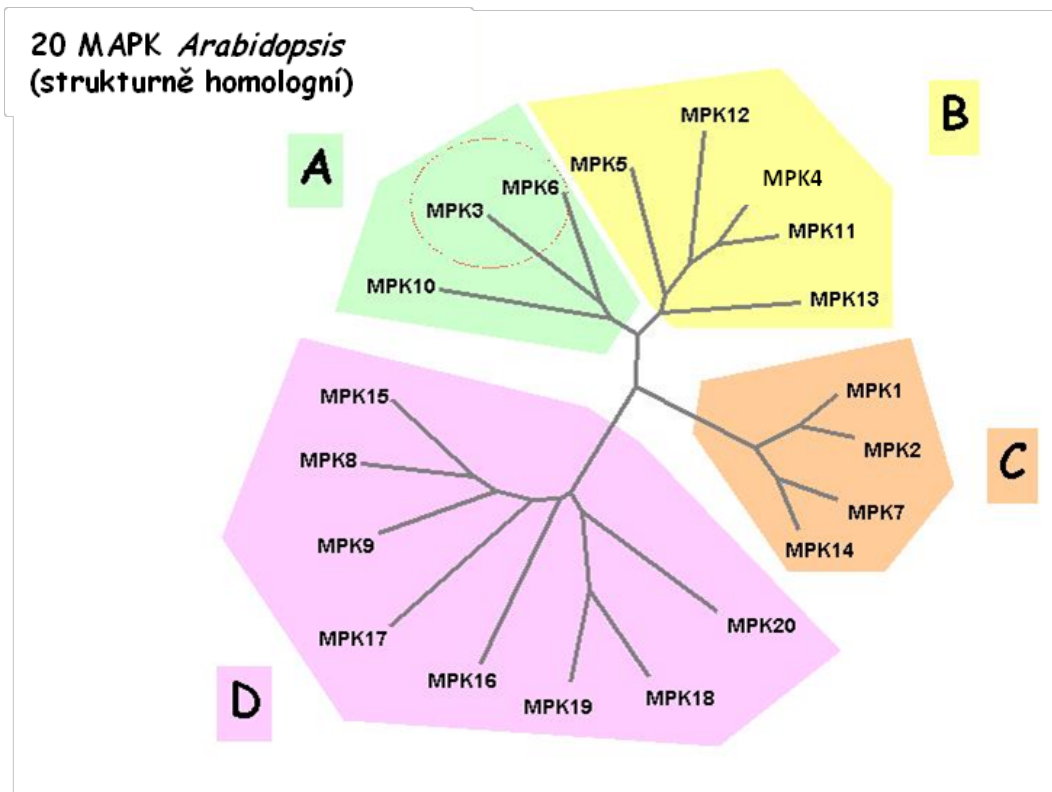 20 MAPK Arabidopsis
(strukturně homologní)
A
MPK6
MPK3
MPK10
B
MPK12
MPK5
MPK4
MPK11
MPK13
C
MPK1
MPK2
MPK7
MPK14
D
MPK15
MPK8
MPK9
MPK17
MPK16
MPK19
MPK18
MPK20